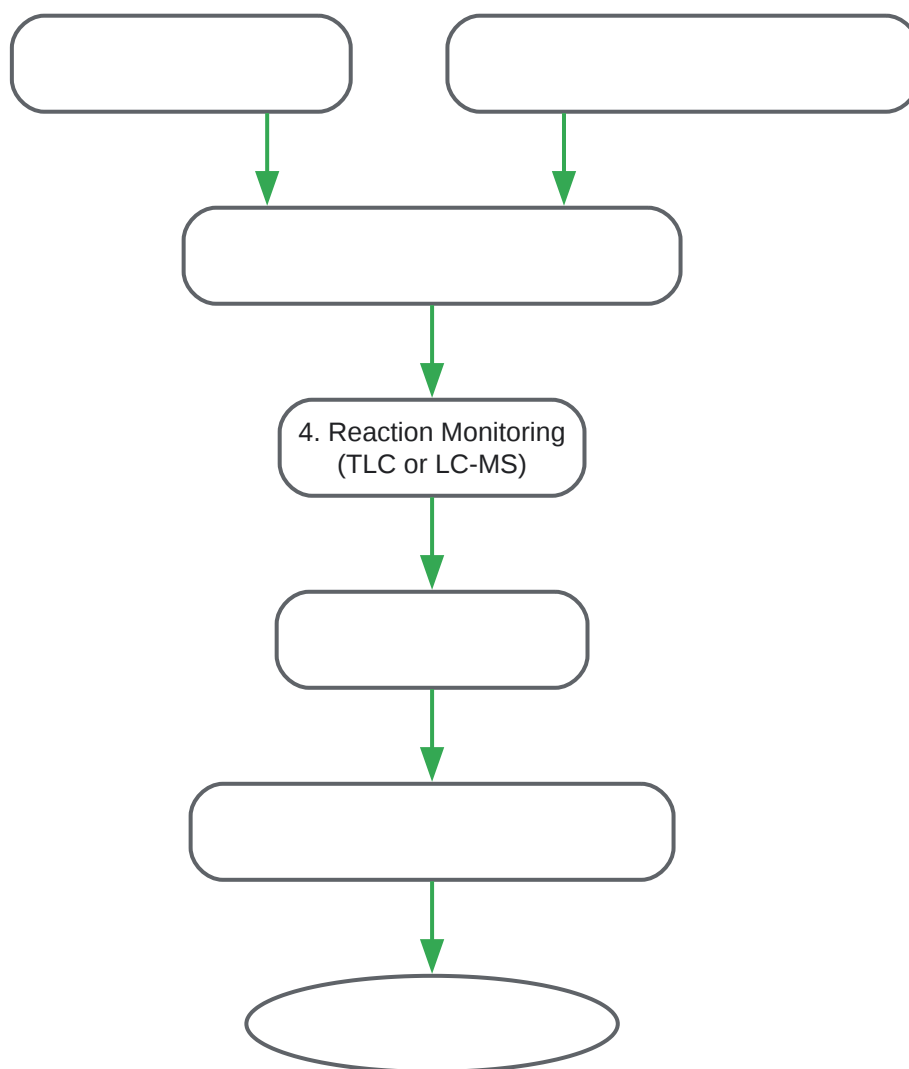 4. Reaction Monitoring
(TLC or LC-MS)